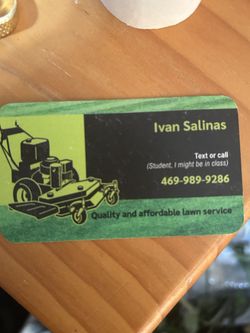 Ivan Salinas
Text or call
(Student, I might be in class)
469-989-9286
Quality and affordable lawn service